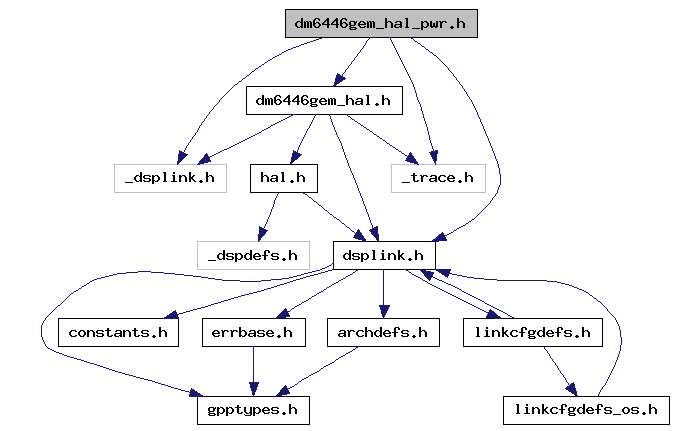 dm6446gem_hal_pwr.h
dm6446gem_hal.h
_dsplink.h
hal.h
_trace.h
_dspdefs.h
dsplink.h
constants.h
errbase.h
archdefs.h
linkcfgdefs.h
gpptypes.h
linkcfgdefs_os.h